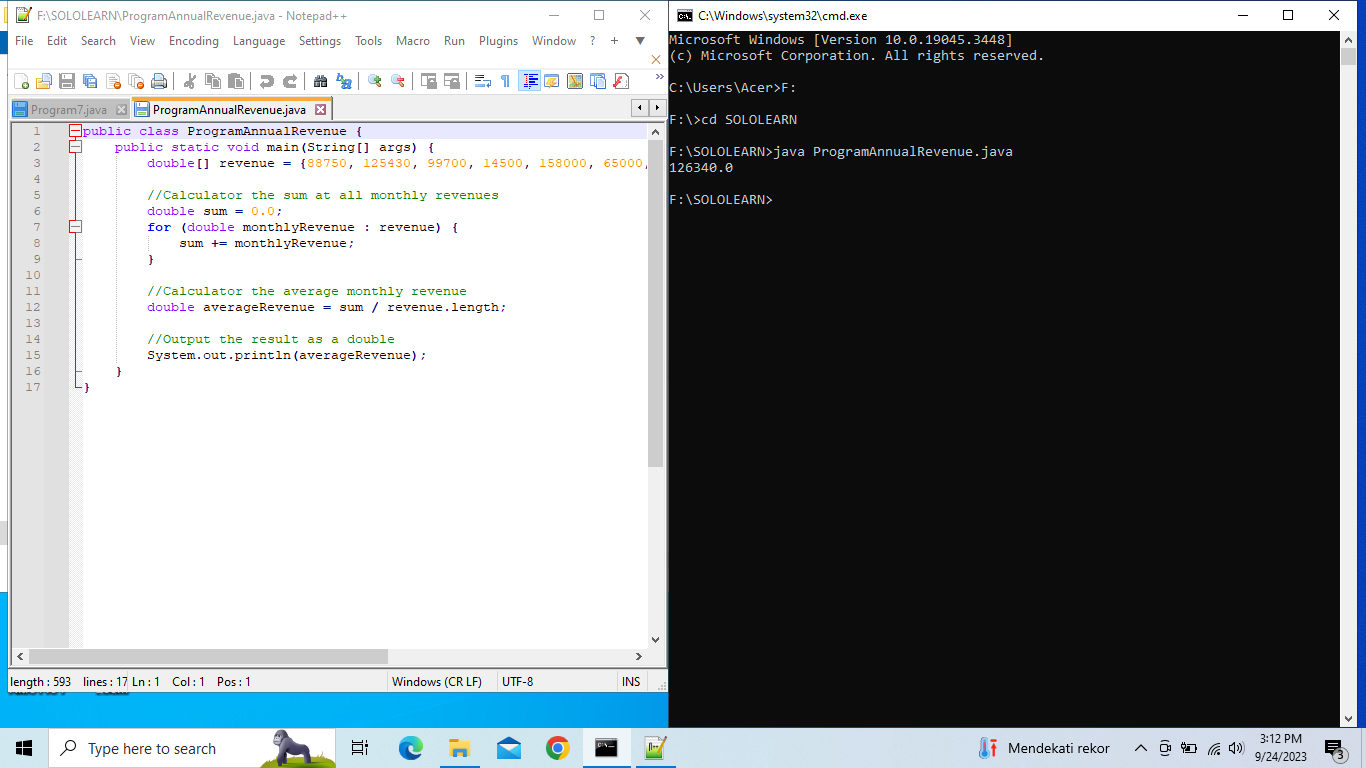 F:\SOLOLEARN\ProgramAnnualRevenue.java - Notepad++
File Edit Search View Encoding Language Settings Tools Macro Run Plugins Window ?
Program7.java
ProgramAnnualRevenue.java
1 public class ProgramAnnualRevenue {
2 public static void main(String[] args) {
3 double[] revenue = {88750, 125430, 99700, 14500, 158000, 65000,
4
5 //Calculator the sum at all monthly revenues
6 double sum = 0.0;
7 for (double monthlyRevenue : revenue) {
8 sum += monthlyRevenue;
9 }
10
11 //Calculator the average monthly revenue
12 double averageRevenue = sum / revenue.length;
13
14 //Output the result as a double
15 System.out.println(averageRevenue);
16 }
17 }
length : 593 lines : 17 Ln : 1 Col : 1 Pos : 1 Windows (CR LF) UTF-8 INS
C:\Windows\system32\cmd.exe
Microsoft Windows [Version 10.0.19045.3448]
(c) Microsoft Corporation. All rights reserved.
C:\Users\Acer>F:
F:\>cd SOLOLEARN
F:\SOLOLEARN>java ProgramAnnualRevenue.java
126340.0
F:\SOLOLEARN>
Type here to search
Mendekati rekor
3:12 PM
9/24/2023
3